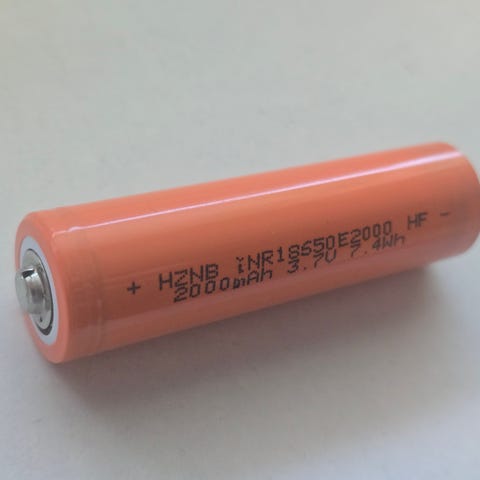 + HZNB INR18650E2000 HF -
2000mAh 3.7V 7.4Wh